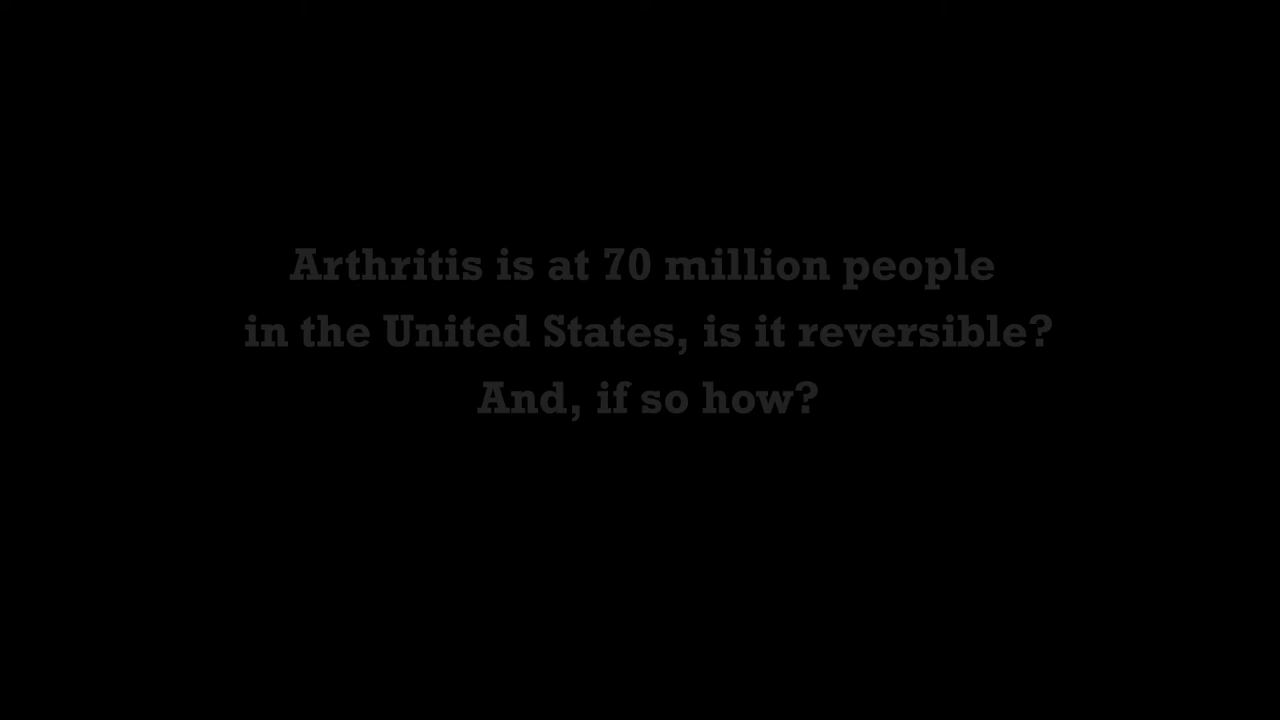 Arthritis is at 70 million people
in the United States, is it reversible?
And, if so how?